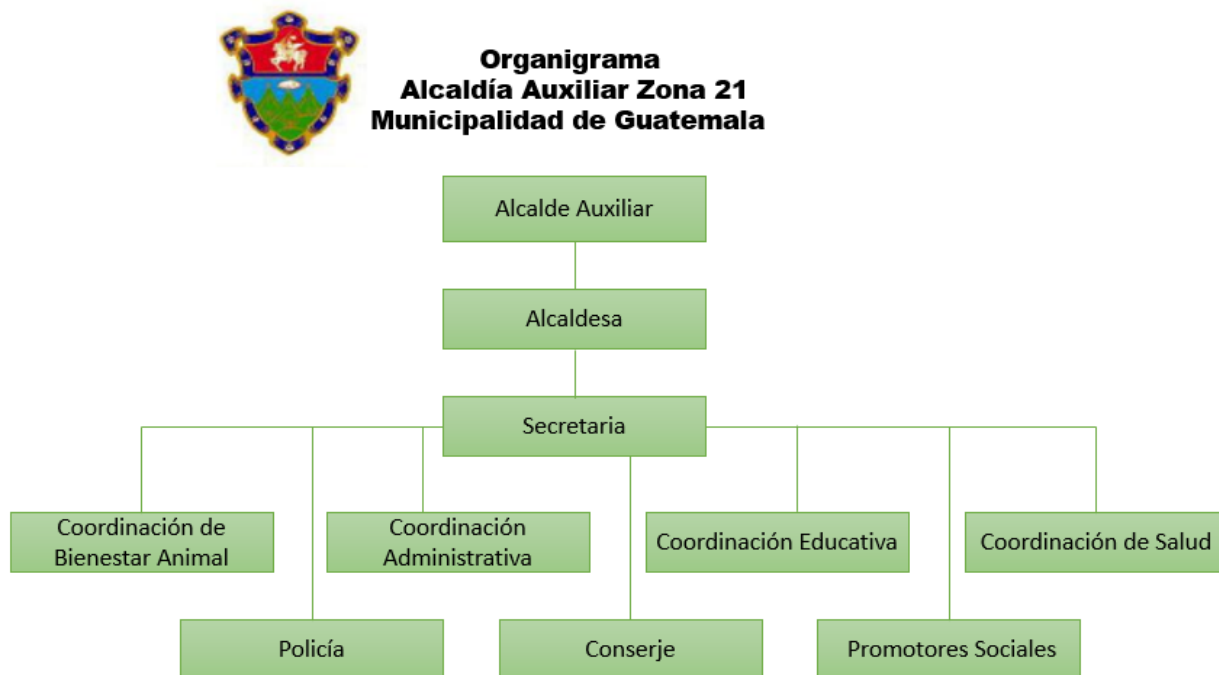 Organigrama
Alcaldía Auxiliar Zona 21
Municipalidad de Guatemala
Alcalde Auxiliar
Alcaldesa
Secretaria
Coordinación de
Bienestar Animal
Coordinación
Administrativa
Coordinación Educativa
Coordinación de Salud
Policía
Conserje
Promotores Sociales